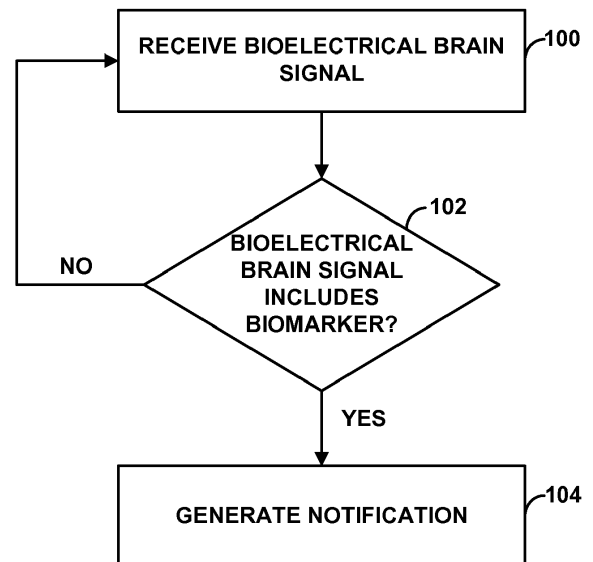 RECEIVE BIOELECTRICAL BRAIN
SIGNAL
100
102
BIOELECTRICAL
BRAIN SIGNAL
INCLUDES
BIOMARKER?
NO
YES
GENERATE NOTIFICATION
104